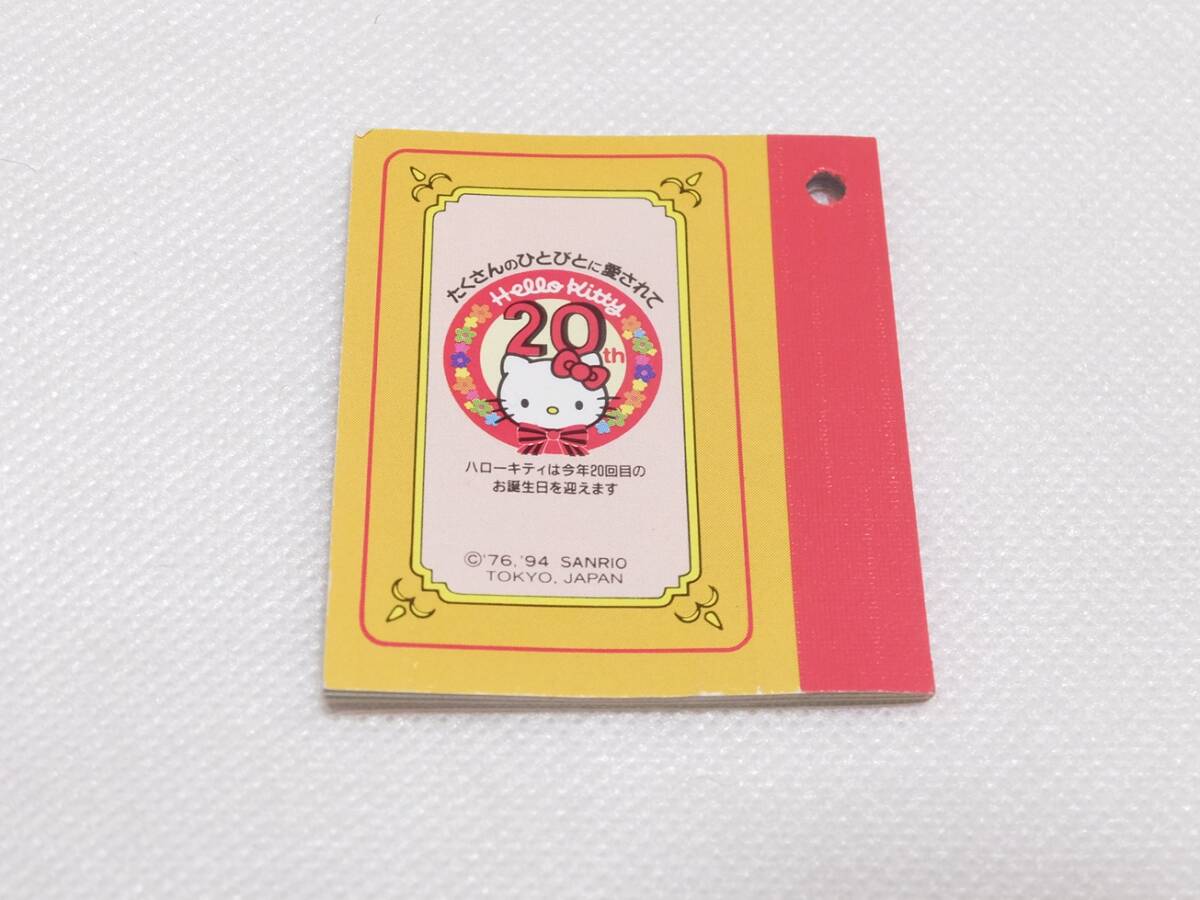 たくさんのひとびとに愛されて
Hello Kitty
20th
ハローキティは今年20回目の
お誕生日を迎えます
©'76,'94 SANRIO
TOKYO, JAPAN